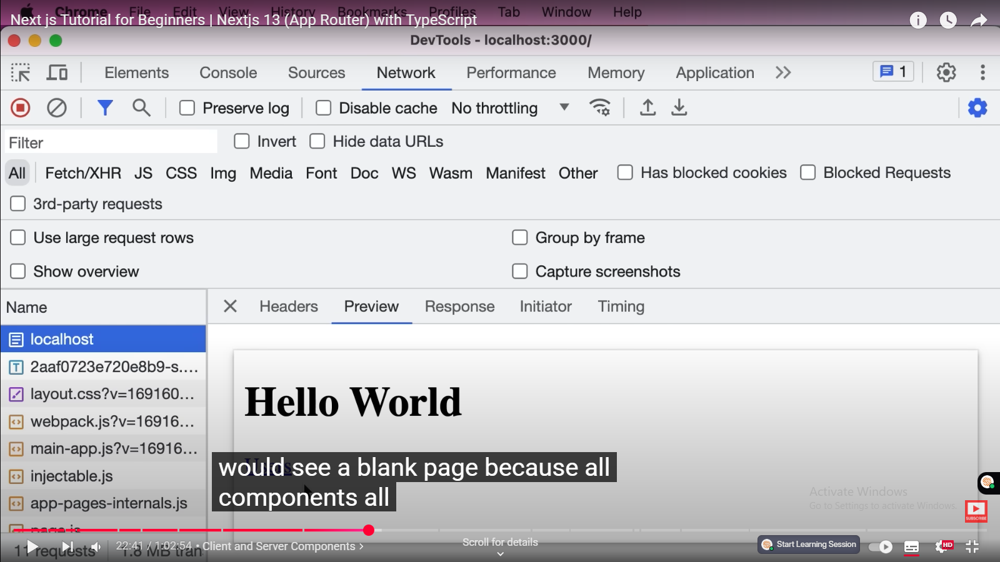 Chrome File Edit View History Bookmarks Profiles Tab Window Help
Next js Tutorial for Beginners | Nextjs 13 (App Router) with TypeScript
DevTools - localhost:3000/
Elements Console Sources Network Performance Memory Application 1
Preserve log Disable cache No throttling
Filter Invert Hide data URLs
All Fetch/XHR JS CSS Img Media Font Doc WS Wasm Manifest Other Has blocked cookies Blocked Requests
3rd-party requests
Use large request rows Group by frame
Show overview Capture screenshots
Name Headers Preview Response Initiator Timing
localhost
2aaf0723e720e8b9-s....
layout.css?v=169160...
webpack.js?v=16916...
main-app.js?v=16916...
injectable.js
app-pages-internals.js
page.js
Hello World
Users
would see a blank page because all
components all
Activate Windows
Go to Settings to activate Windows.
SUBSCRIBE
11 requests 1.8 MB tran
22:41 / 1:02:54 • Client and Server Components
Scroll for details
Start Learning Session
HD